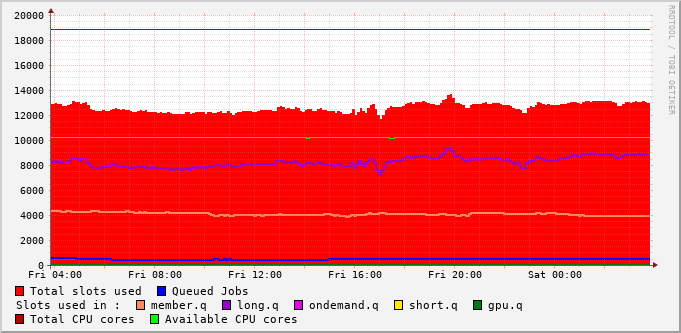 20000
18000
16000
14000
12000
10000
8000
6000
4000
2000
0
Fri 04:00 Fri 08:00 Fri 12:00 Fri 16:00 Fri 20:00 Sat 00:00
RRDTOOL / TOBI OETIKER
Total slots used Queued Jobs
Slots used in : member.q long.q ondemand.q short.q gpu.q
Total CPU cores Available CPU cores